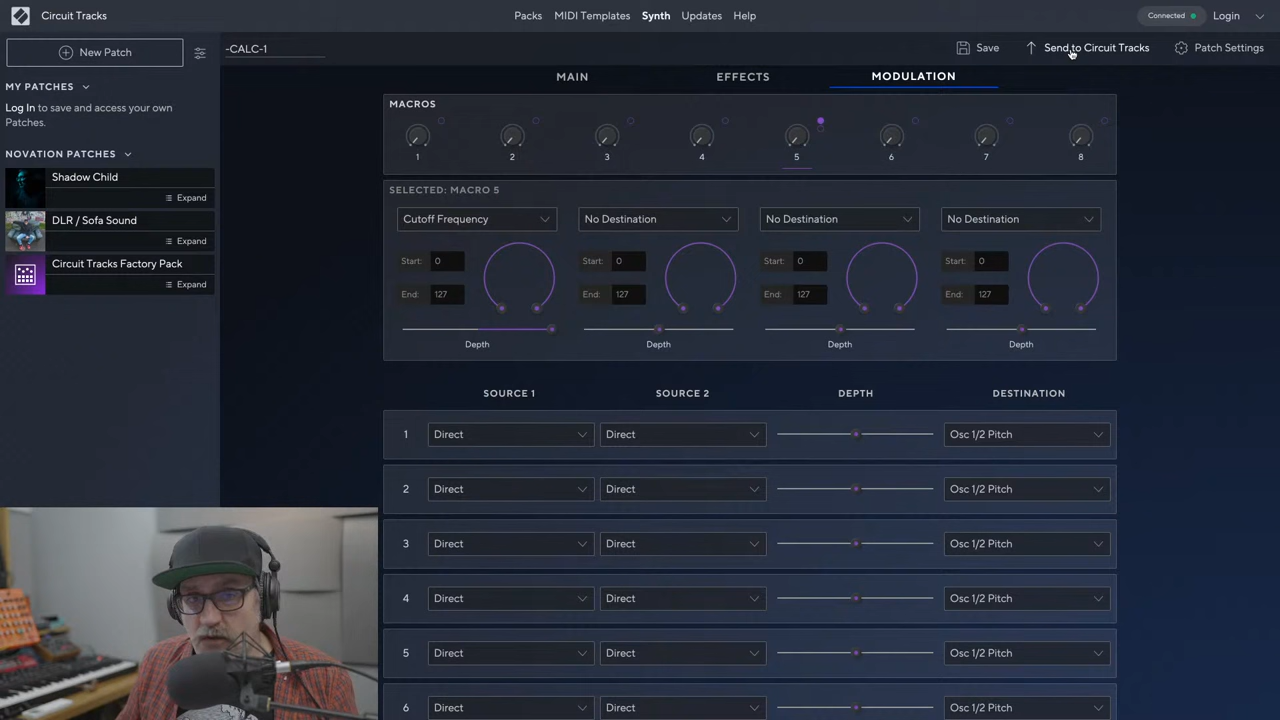 Circuit Tracks
Packs MIDI Templates Synth Updates Help
Connected
Login
New Patch
-CALC-1
Save
Send to Circuit Tracks
Patch Settings
MY PATCHES
Log In to save and access your own
Patches.
NOVATION PATCHES
Shadow Child
Expand
DLR / Sofa Sound
Expand
Circuit Tracks Factory Pack
Expand
MAIN EFFECTS MODULATION
MACROS
1 2 3 4 5 6 7 8
SELECTED: MACRO 5
Cutoff Frequency No Destination No Destination No Destination
Start: 0 Start: 0 Start: 0 Start: 0
End: 127 End: 127 End: 127 End: 127
Depth Depth Depth Depth
SOURCE 1 SOURCE 2 DEPTH DESTINATION
1 Direct Direct Osc 1/2 Pitch
2 Direct Direct Osc 1/2 Pitch
3 Direct Direct Osc 1/2 Pitch
4 Direct Direct Osc 1/2 Pitch
5 Direct Direct Osc 1/2 Pitch
6 Direct Direct Osc 1/2 Pitch